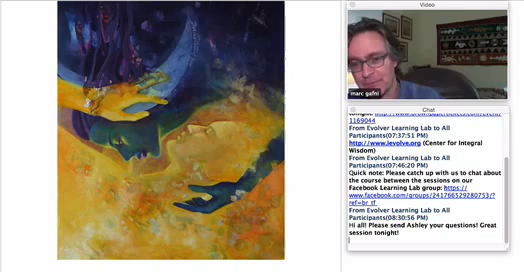 Video
marc gafni
Chat
1169044
From Evolver Learning Lab to All
Participants(07:37:51 PM)
http://www.ievolve.org (Center for Integral
Wisdom)
From Evolver Learning Lab to All
Participants(07:46:20 PM)
Quick note: Please catch up with us to chat about
the course between the sessions on our
Facebook Learning Lab group: https://
www.facebook.com/groups/241766529280753/?
ref=br_tf
From Evolver Learning Lab to All
Participants(08:30:56 PM)
Hi all! Please send Ashley your questions! Great
session tonight!